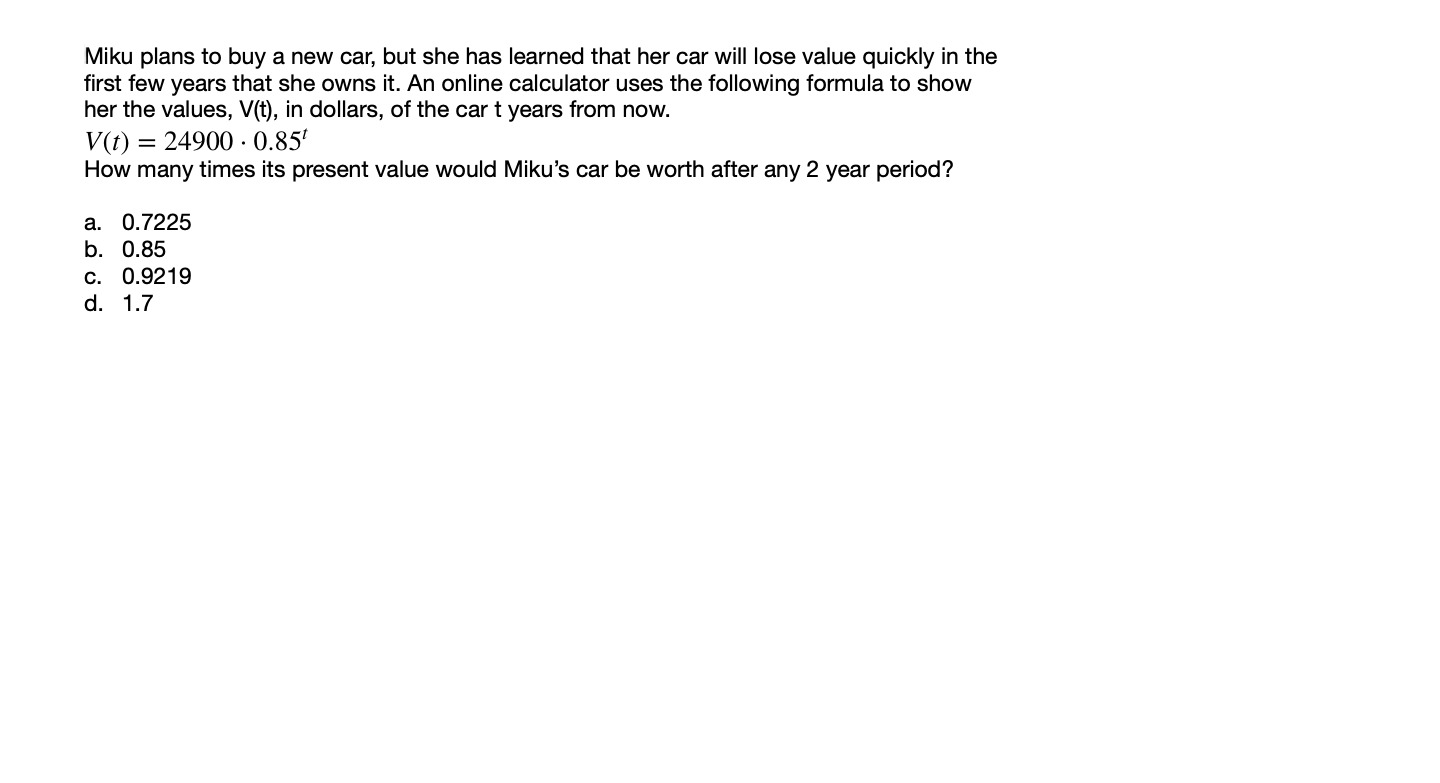 Miku plans to buy a new car, but she has learned that her car will lose value quickly in the
first few years that she owns it. An online calculator uses the following formula to show
her the values, V(t), in dollars, of the car t years from now.
V(t) = 24900 · 0.85^t
How many times its present value would Miku’s car be worth after any 2 year period?
a. 0.7225
b. 0.85
c. 0.9219
d. 1.7